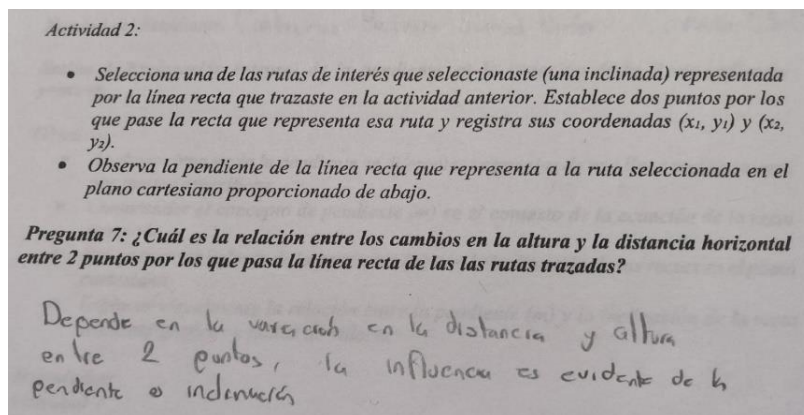 Actividad 2:
• Selecciona una de las rutas de interés que seleccionaste (una inclinada) representada
por la línea recta que trazaste en la actividad anterior. Establece dos puntos por los
que pase la recta que representa esa ruta y registra sus coordenadas (x₁, y₁) y (x₂,
y₂).
• Observa la pendiente de la línea recta que representa a la ruta seleccionada en el
plano cartesiano proporcionado de abajo.
Pregunta 7: ¿Cuál es la relación entre los cambios en la altura y la distancia horizontal
entre 2 puntos por los que pasa la línea recta de las las rutas trazadas?
Depende en la variación en la distancia y altura
entre 2 puntos, la influencia es evidente de la
pendiente o inclinación